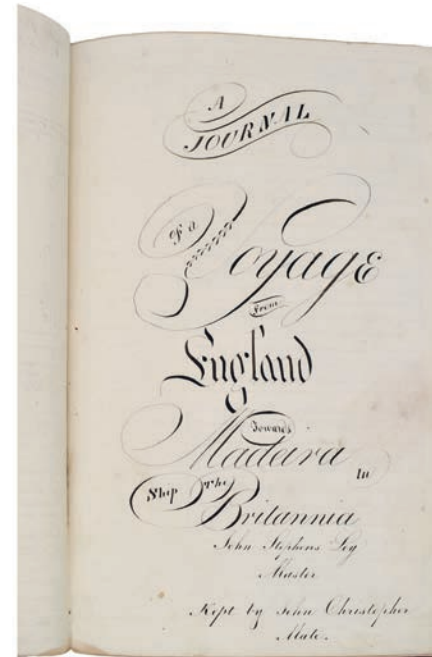 A
JOURNAL
Of a
Voyage
From
England
Towards
Madeira
In
Ship The
Britannia
John Stephens Esq
Master
Kept by John Christopher
Mate.